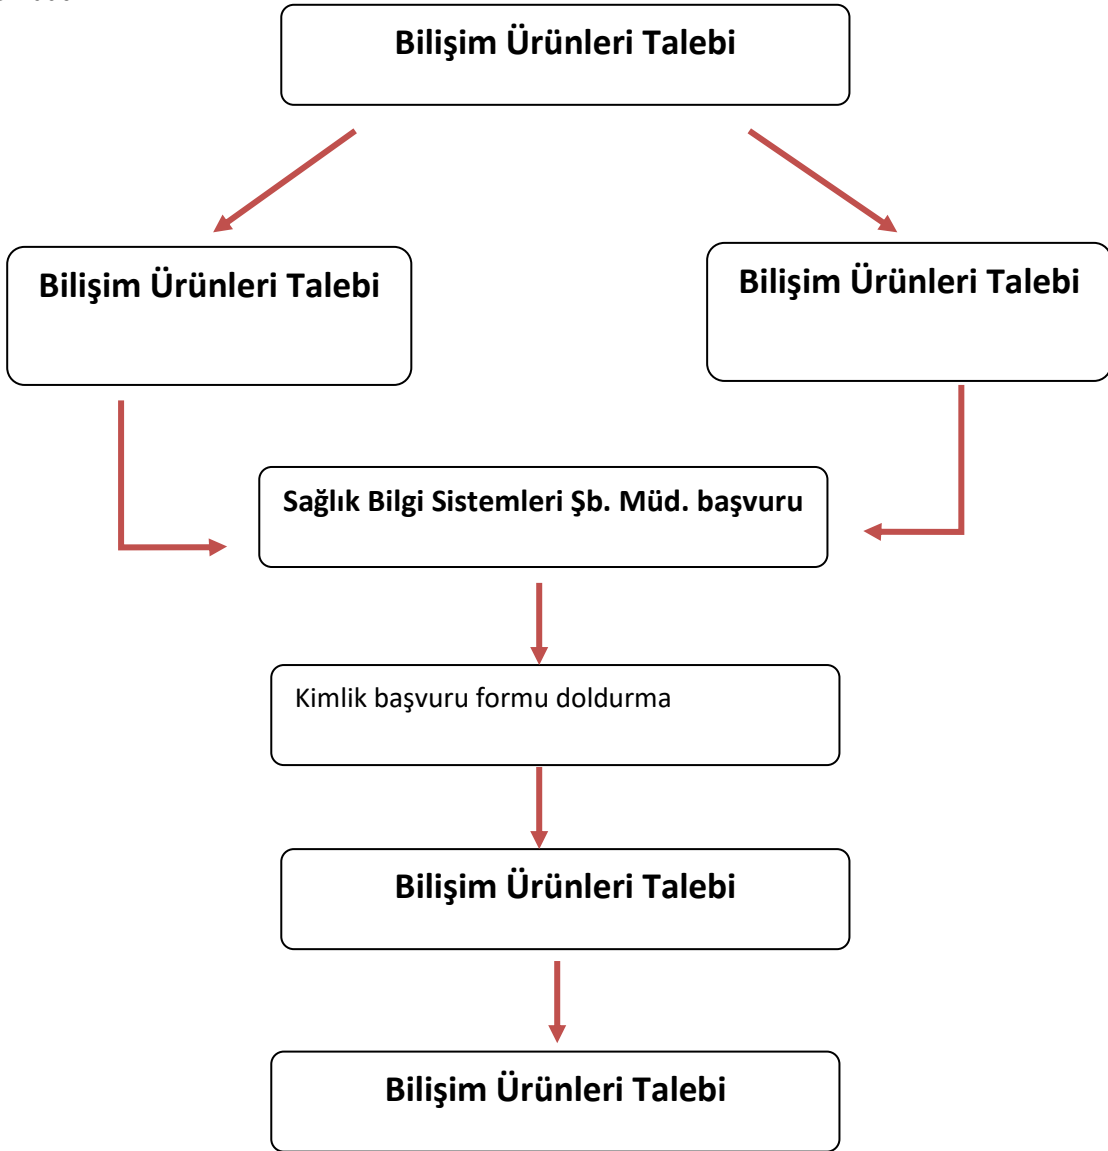 Bilişim Ürünleri Talebi
Bilişim Ürünleri Talebi
Bilişim Ürünleri Talebi
Sağlık Bilgi Sistemleri Şb. Müd. başvuru
Kimlik başvuru formu doldurma
Bilişim Ürünleri Talebi
Bilişim Ürünleri Talebi